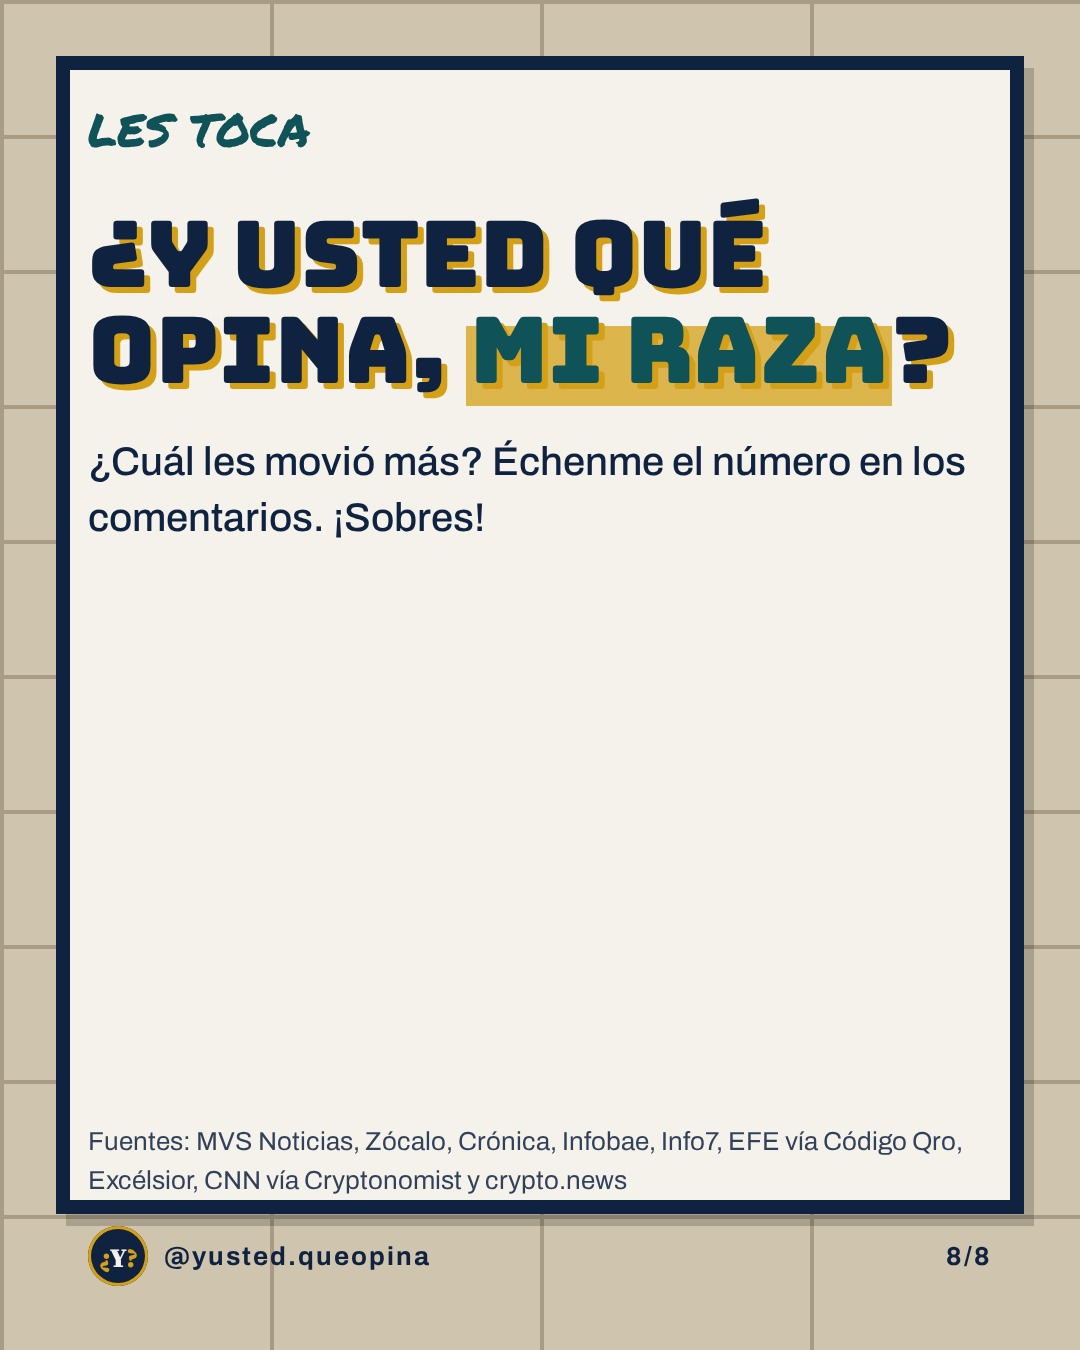 LES TOCA
¿Y USTED QUÉ
OPINA, MI RAZA?
¿Cuál les movió más? Échenme el número en los
comentarios. ¡Sobres!
Fuentes: MVS Noticias, Zócalo, Crónica, Infobae, Info7, EFE vía Código Qro,
Excélsior, CNN vía Cryptonomist y crypto.news
¿Y? @yusted.queopina 8/8